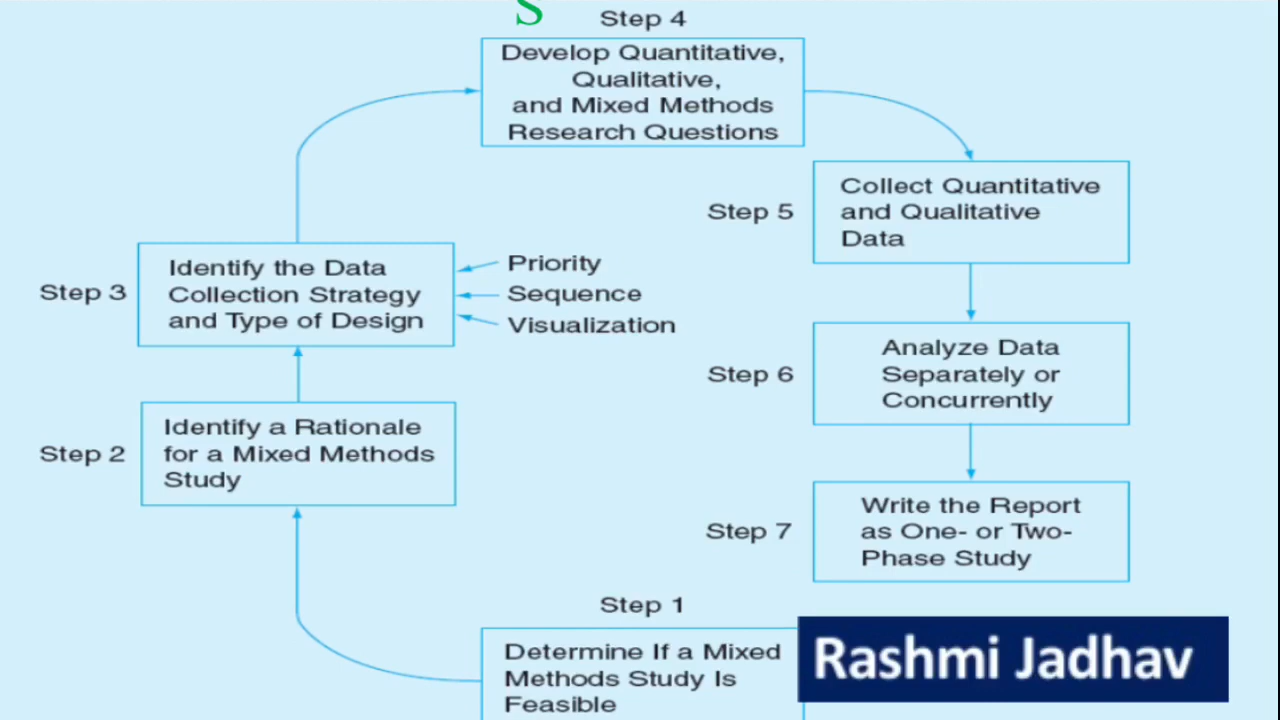 S
Step 4
Develop Quantitative,
Qualitative,
and Mixed Methods
Research Questions
Step 5
Collect Quantitative
and Qualitative
Data
Step 3
Identify the Data
Collection Strategy
and Type of Design
Priority
Sequence
Visualization
Step 6
Analyze Data
Separately or
Concurrently
Step 2
Identify a Rationale
for a Mixed Methods
Study
Step 7
Write the Report
as One- or Two-
Phase Study
Step 1
Determine If a Mixed
Methods Study Is
Feasible
Rashmi Jadhav